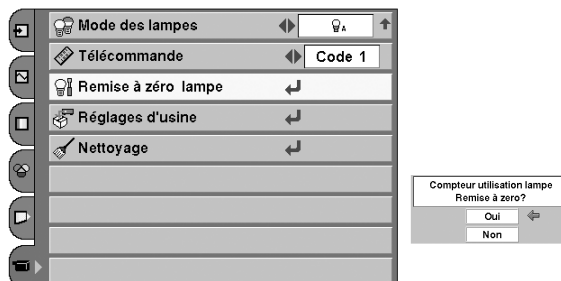 Mode des lampes
A
Télécommande
Code 1
Remise à zéro lampe
Réglages d'usine
Nettoyage
Compteur utilisation lampe
Remise à zero?
Oui
Non